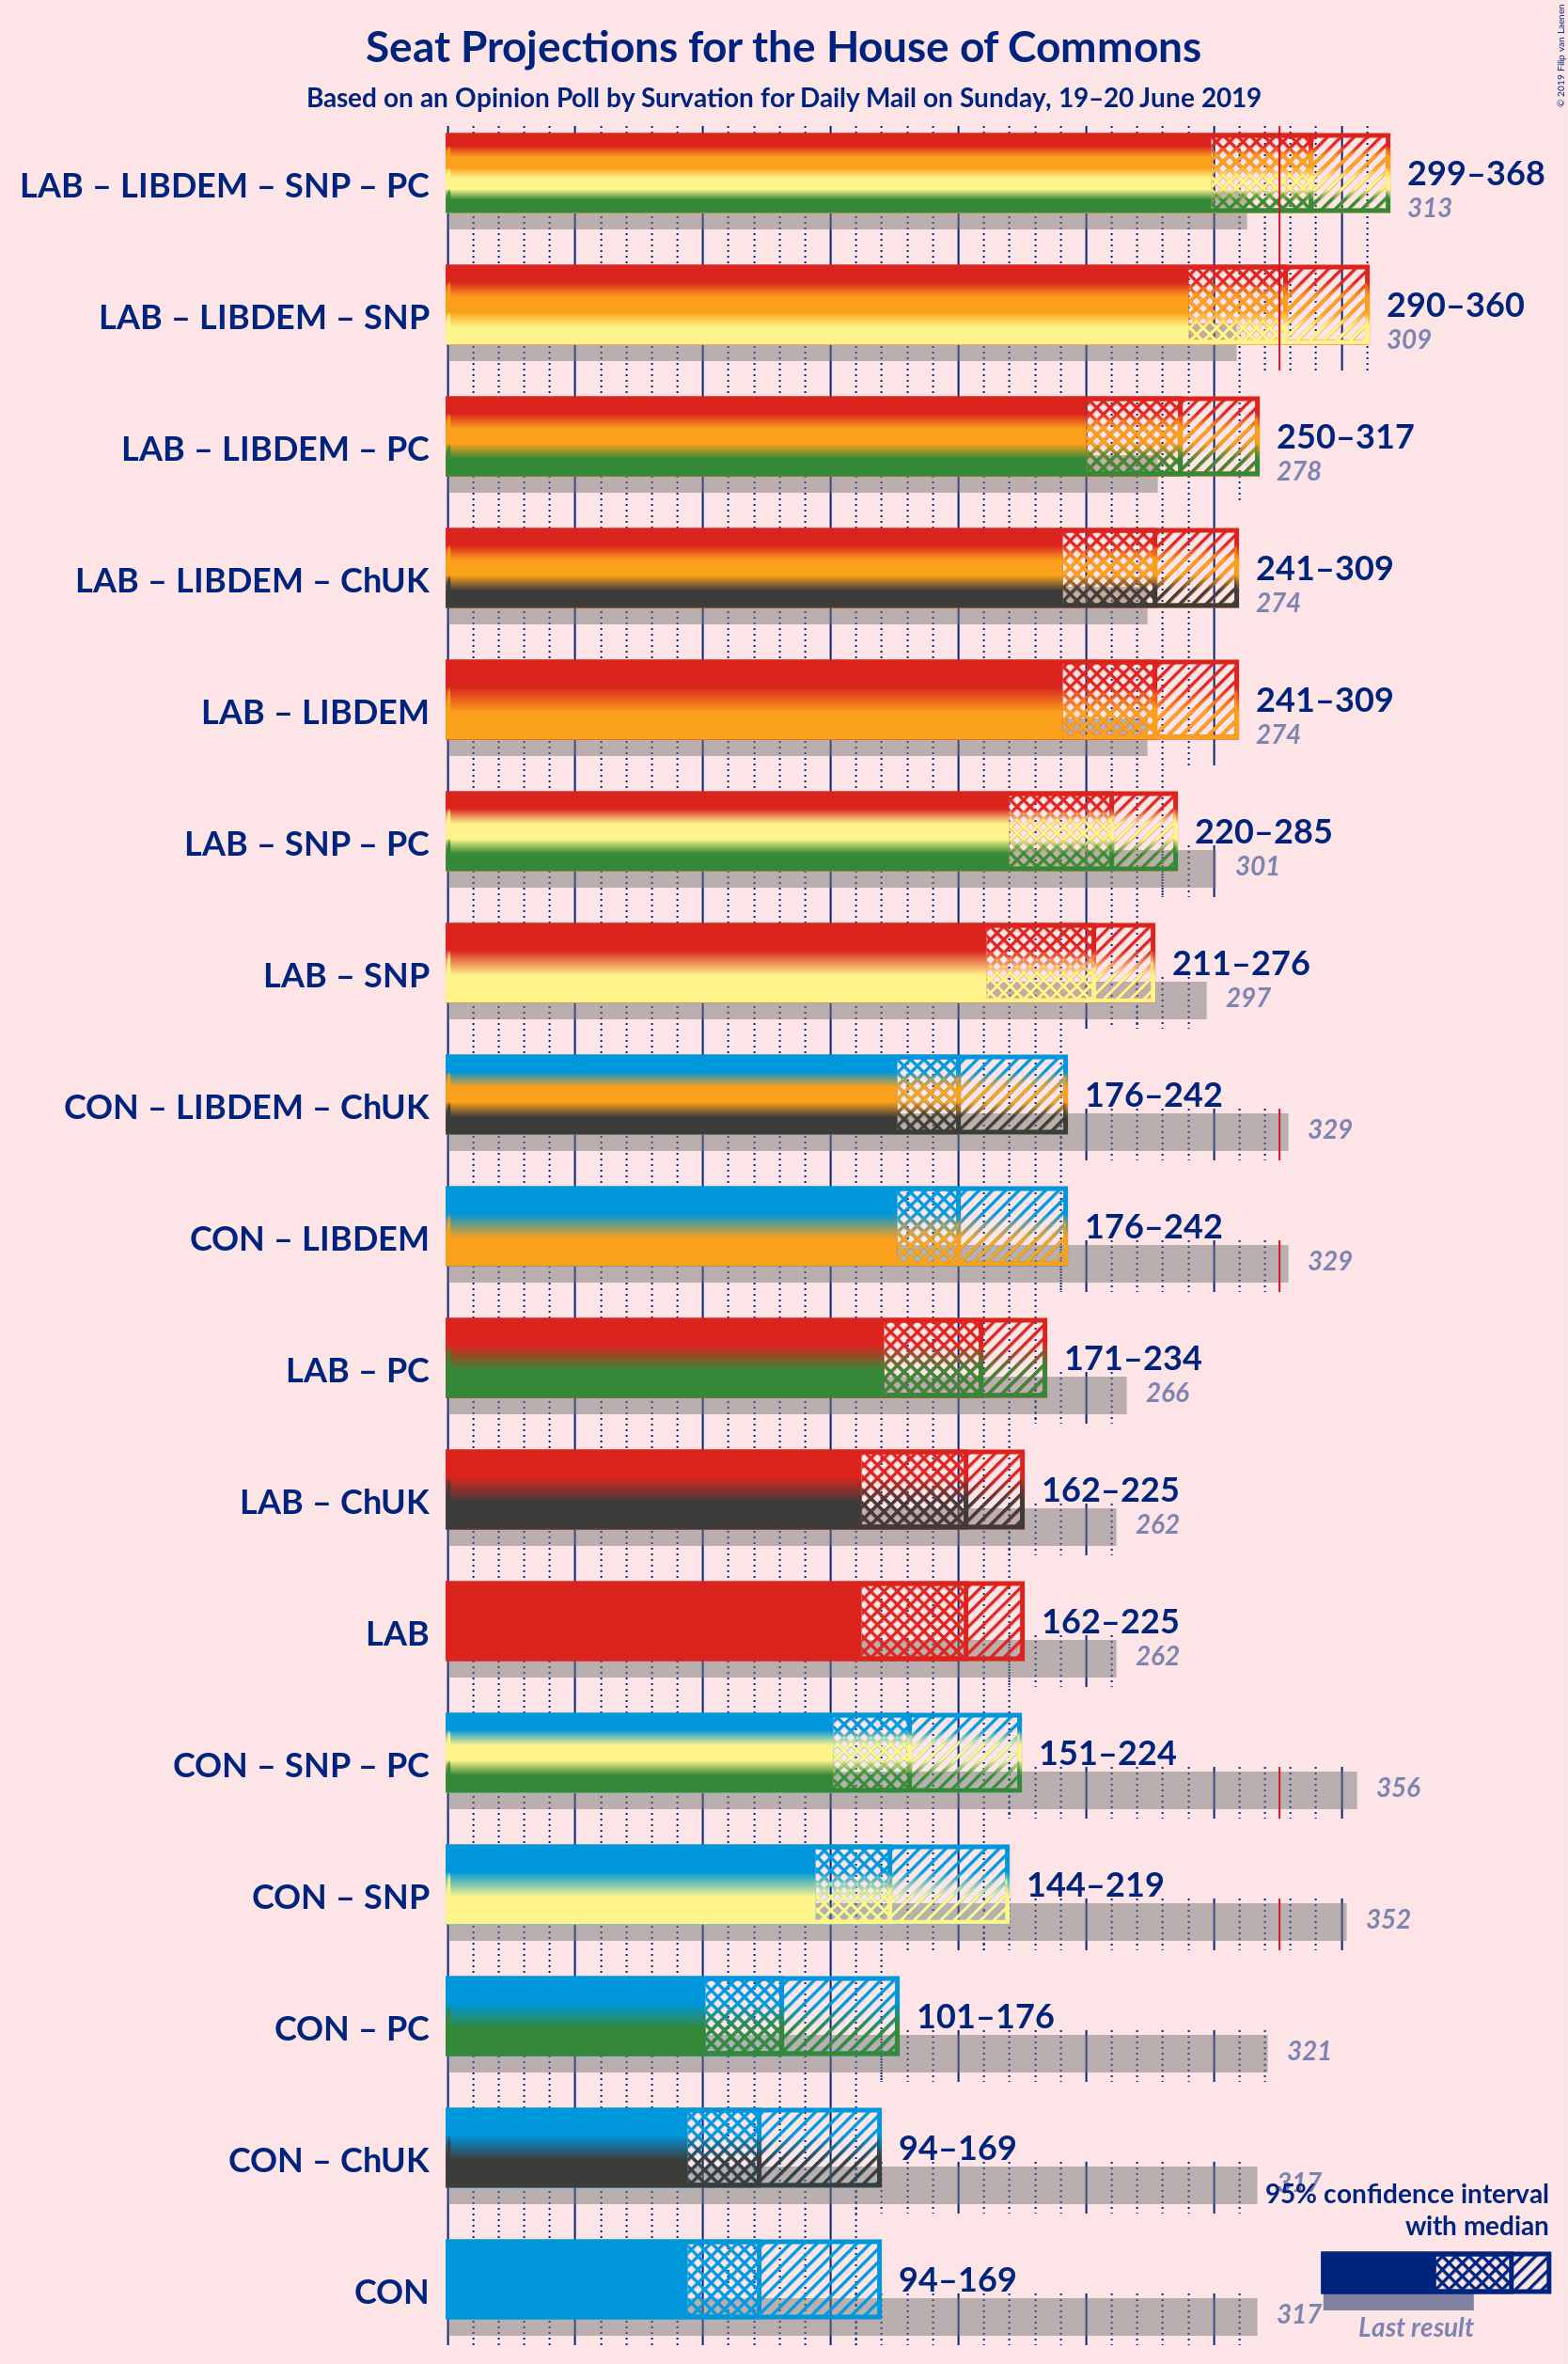 Seat Projections for the House of Commons
Based on an Opinion Poll by Survation for Daily Mail on Sunday, 19–20 June 2019
© 2019 Filip van Laenen
LAB – LIBDEM – SNP – PC
299–368
313
LAB – LIBDEM – SNP
290–360
309
LAB – LIBDEM – PC
250–317
278
LAB – LIBDEM – ChUK
241–309
274
LAB – LIBDEM
241–309
274
LAB – SNP – PC
220–285
301
LAB – SNP
211–276
297
CON – LIBDEM – ChUK
176–242
329
CON – LIBDEM
176–242
329
LAB – PC
171–234
266
LAB – ChUK
162–225
262
LAB
162–225
262
CON – SNP – PC
151–224
356
CON – SNP
144–219
352
CON – PC
101–176
321
CON – ChUK
94–169
317
CON
94–169
317
95% confidence interval
with median
Last result